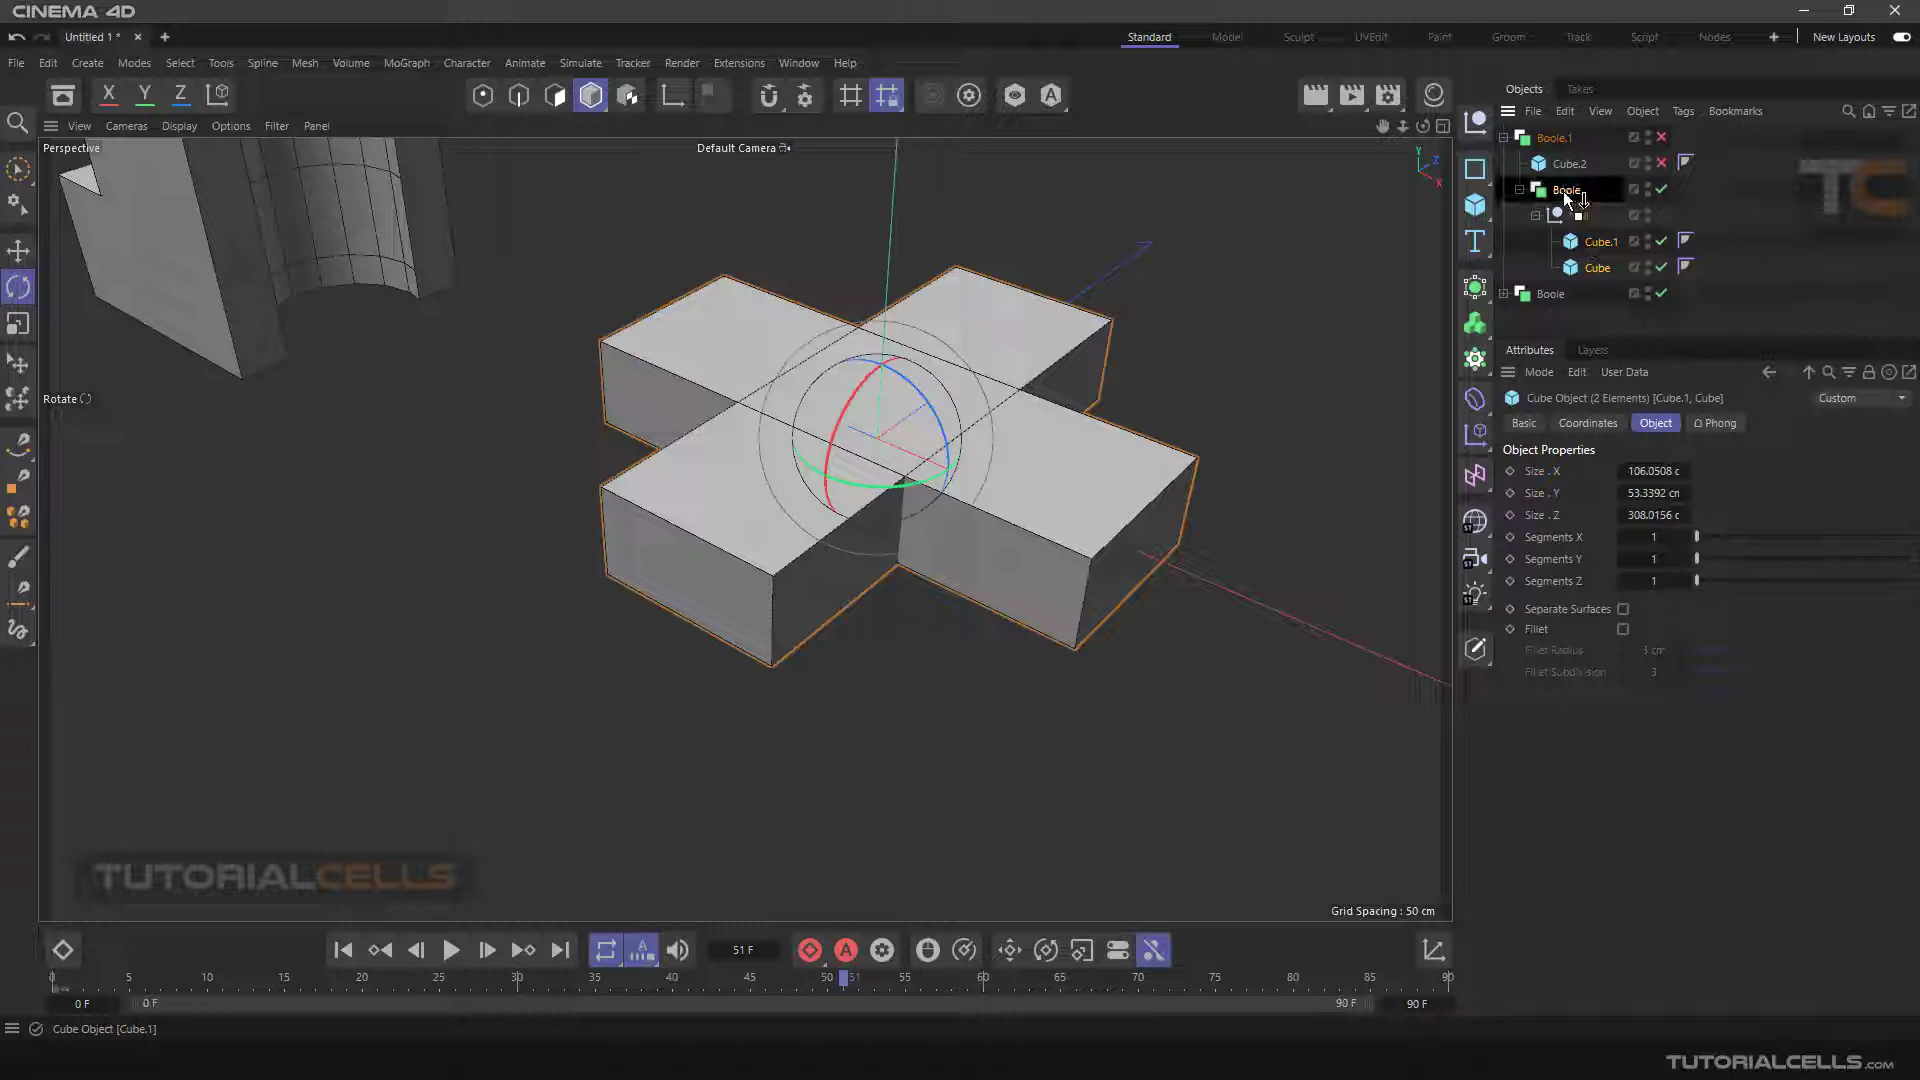 CINEMA 4D
Untitled 1 *
Standard
Model
Sculpt
UVEdit
Paint
Groom
Track
Script
Nodes
New Layouts
File Edit Create Modes Select Tools Spline Mesh Volume MoGraph Character Animate Simulate Tracker Render Extensions Window Help
X Y Z
Objects Takes
File Edit View Object Tags Bookmarks
View Cameras Display Options Filter Panel
Perspective
Default Camera
Y
Z
X
Boole.1
Cube.2
Boole
Cube.1
Cube
Boole
TC
Rotate
Attributes Layers
Mode Edit User Data
Cube Object (2 Elements) [Cube.1, Cube]
Custom
Basic Coordinates Object Phong
Object Properties
Size . X 106.0508 c
Size . Y 53.3392 cn
Size . Z 308.0156 c
Segments X 1
Segments Y 1
Segments Z 1
Separate Surfaces
Fillet
Fillet Radius 3 cm
Fillet Subdivision 3
TUTORIALCELLS
Grid Spacing : 50 cm
51 F
0 5 10 15 20 25 30 35 40 45 50 51 55 60 65 70 75 80 85 90
0 F
0 F
90 F
90 F
Cube Object [Cube.1]
TUTORIALCELLS.com